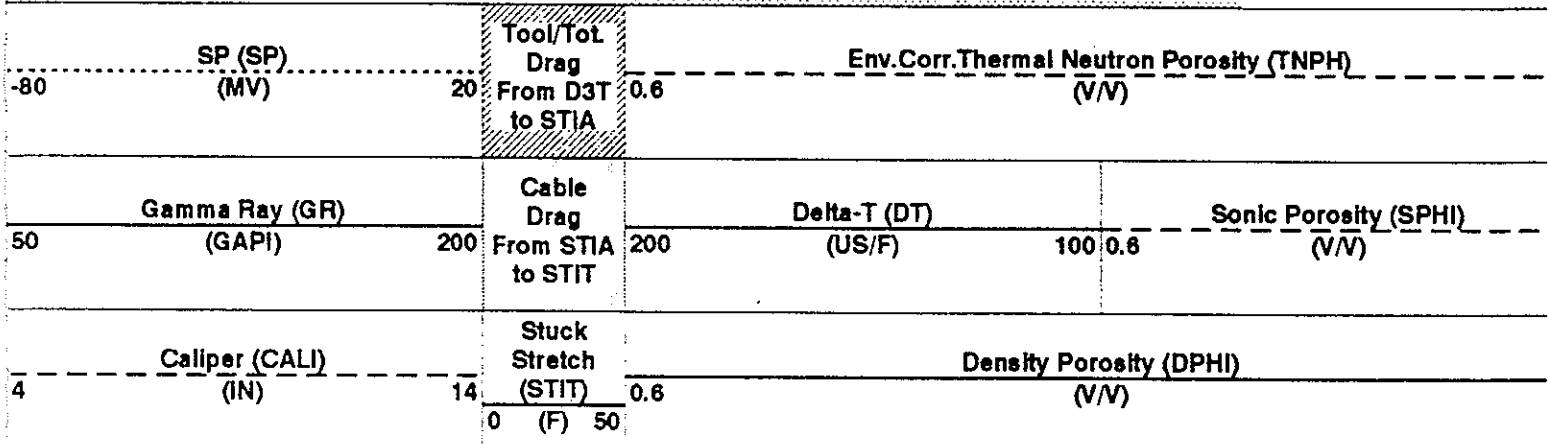 SP (SP)
-80 (MV) 20
Tool/Tot.
Drag
From D3T
to STIA
Env.Corr.Thermal Neutron Porosity (TNPH)
0.6 (V/V)
Gamma Ray (GR)
50 (GAPI) 200
Cable
Drag
From STIA
to STIT
Delta-T (DT)
200 (US/F) 100
Sonic Porosity (SPHI)
0.6 (V/V)
Caliper (CALI)
4 (IN) 14
Stuck
Stretch
(STIT)
0 (F) 50
Density Porosity (DPHI)
0.6 (V/V)